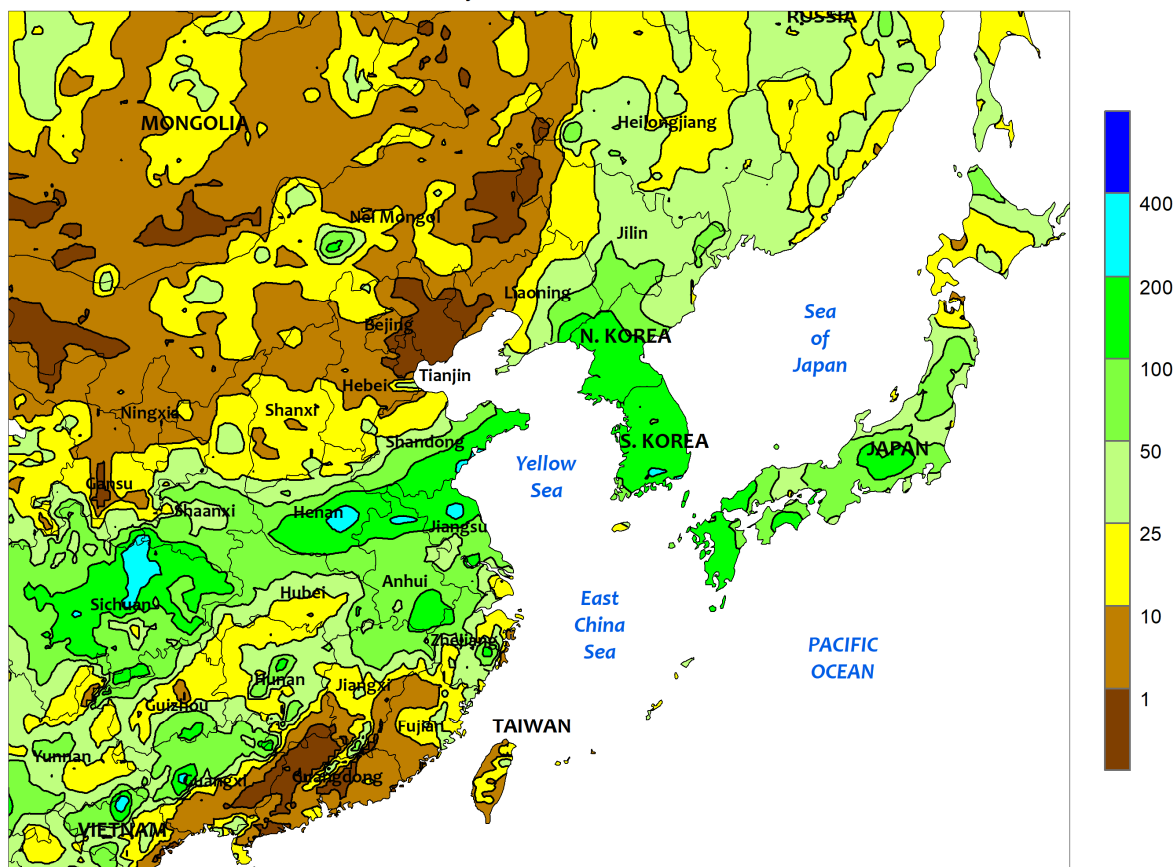 RUSSIA
MONGOLIA
Heilongjiang
400
Nei Mongol
Jilin
200
Liaoning
Sea
of
Japan
Bejing
N. KOREA
100
Tianjin
Hebei
Ningxia
Shanxi
Shandong
S. KOREA
JAPAN
50
Yellow
Sea
Gansu
Shaanxi
Henan
Jiangsu
25
Anhui
Hubei
Sichuan
East
China
Sea
10
Zhejiang
PACIFIC
OCEAN
Hunan
Jiangxi
Guizhou
1
Fujian
TAIWAN
Yunnan
Guangxi
Guangdong
VIETNAM